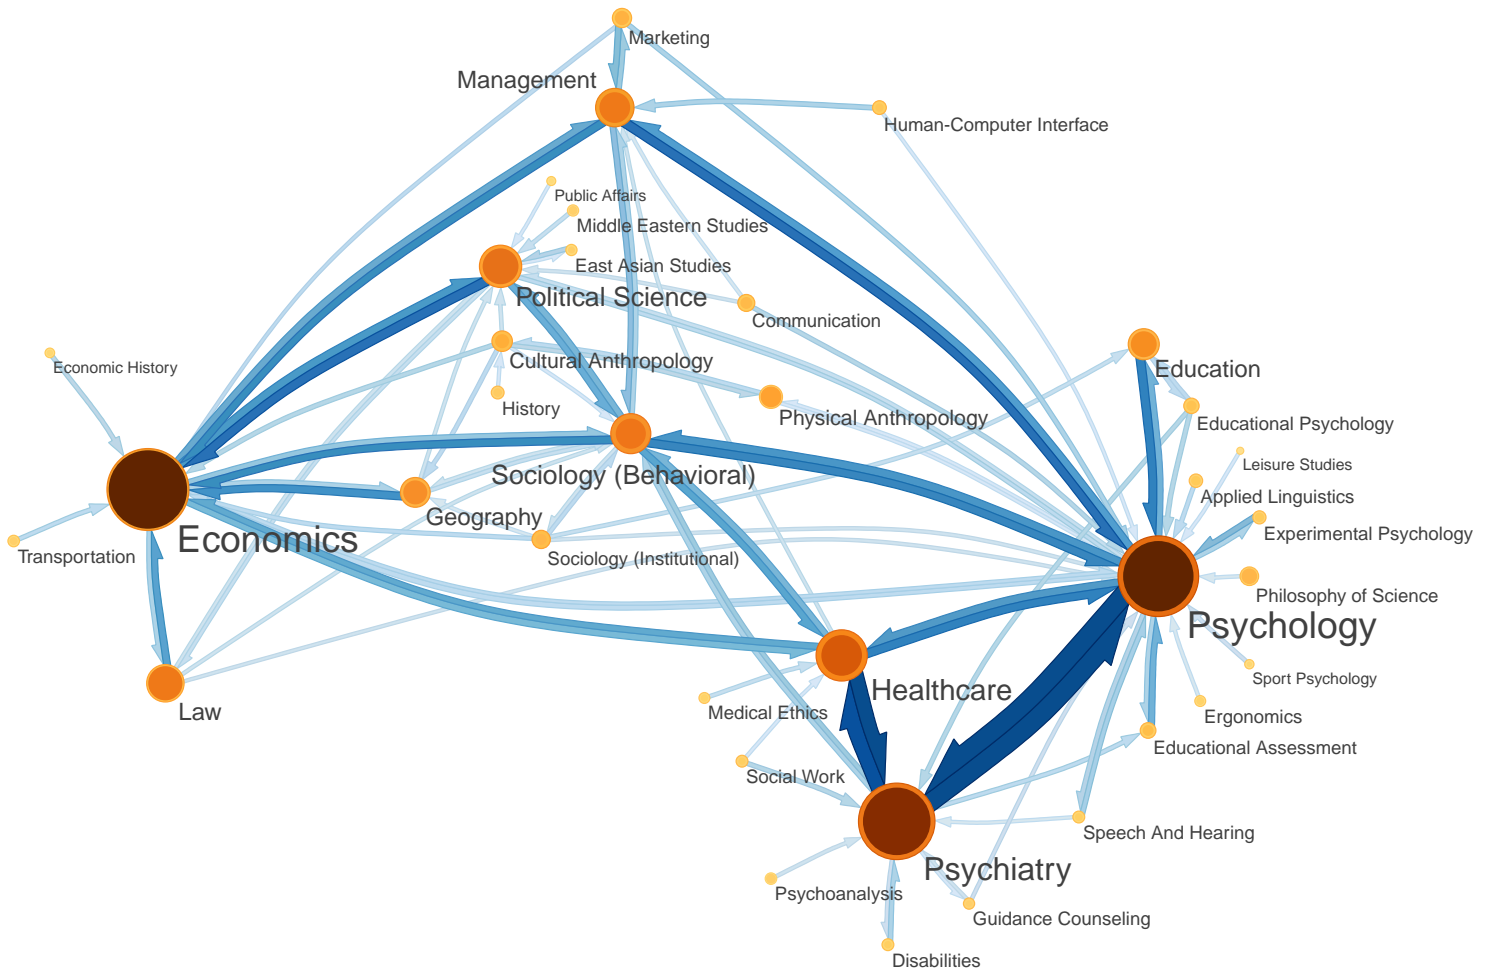 Marketing
Management
Human-Computer Interface
Public Affairs
Middle Eastern Studies
East Asian Studies
Political Science
Communication
Cultural Anthropology
Economic History
Education
History
Physical Anthropology
Educational Psychology
Sociology (Behavioral)
Leisure Studies
Applied Linguistics
Geography
Experimental Psychology
Economics
Transportation
Sociology (Institutional)
Philosophy of Science
Psychology
Sport Psychology
Healthcare
Law
Medical Ethics
Ergonomics
Educational Assessment
Social Work
Speech And Hearing
Psychiatry
Psychoanalysis
Guidance Counseling
Disabilities